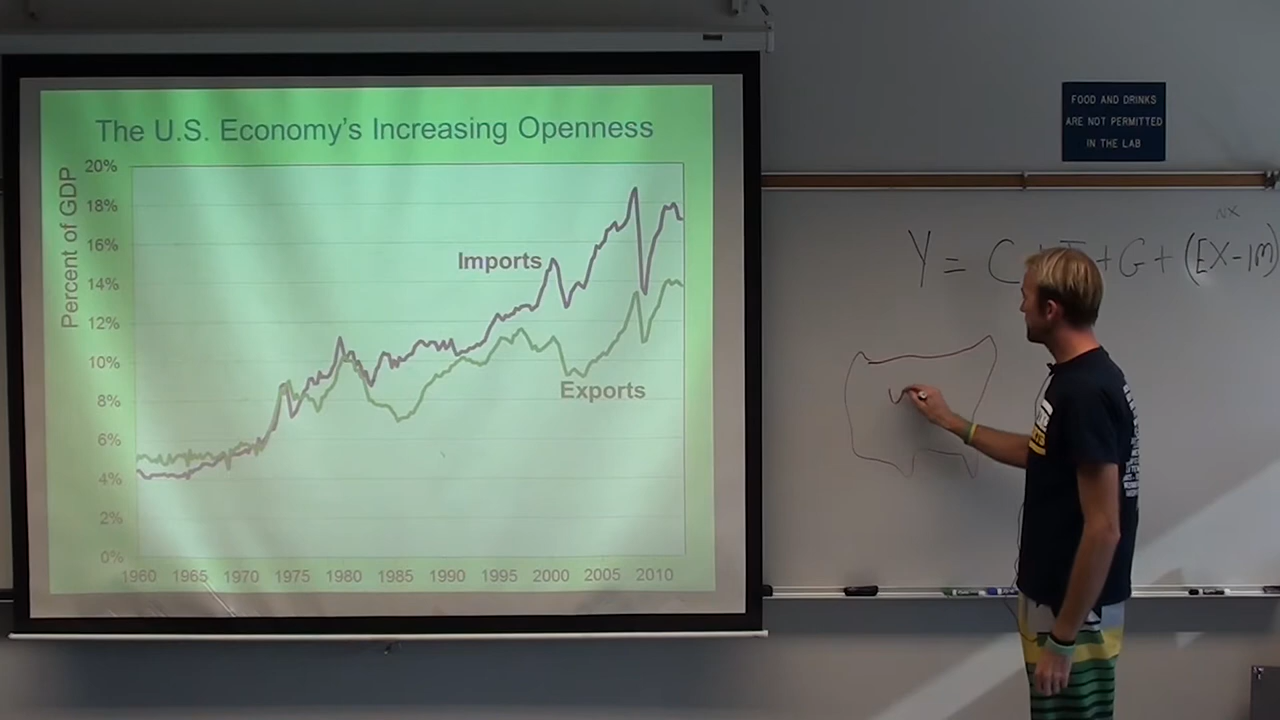 The U.S. Economy's Increasing Openness
Percent of GDP
20%
18%
16%
14%
12%
10%
8%
6%
4%
2%
0%
Imports
Exports
1960 1965 1970 1975 1980 1985 1990 1995 2000 2005 2010
FOOD AND DRINKS
ARE NOT PERMITTED
IN THE LAB
NX
Y = C + I + G + (EX-IM)